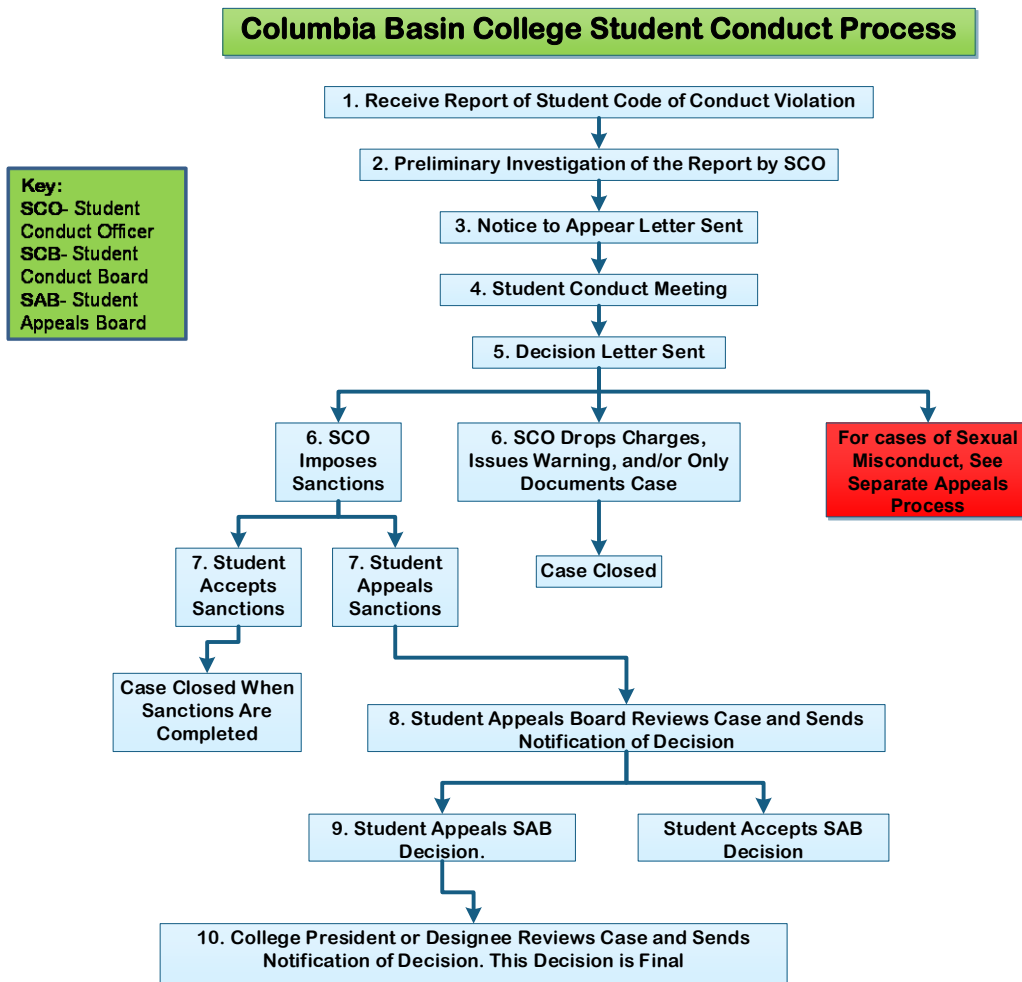 Columbia Basin College Student Conduct Process
1. Receive Report of Student Code of Conduct Violation
2. Preliminary Investigation of the Report by SCO
Key:
SCO- Student
Conduct Officer
SCB- Student
Conduct Board
SAB- Student
Appeals Board
3. Notice to Appear Letter Sent
4. Student Conduct Meeting
5. Decision Letter Sent
6. SCO
Imposes
Sanctions
6. SCO Drops Charges,
Issues Warning, and/or Only
Documents Case
For cases of Sexual
Misconduct, See
Separate Appeals
Process
7. Student
Accepts
Sanctions
7. Student
Appeals
Sanctions
Case Closed
Case Closed When
Sanctions Are
Completed
8. Student Appeals Board Reviews Case and Sends
Notification of Decision
9. Student Appeals SAB
Decision.
Student Accepts SAB
Decision
10. College President or Designee Reviews Case and Sends
Notification of Decision. This Decision is Final